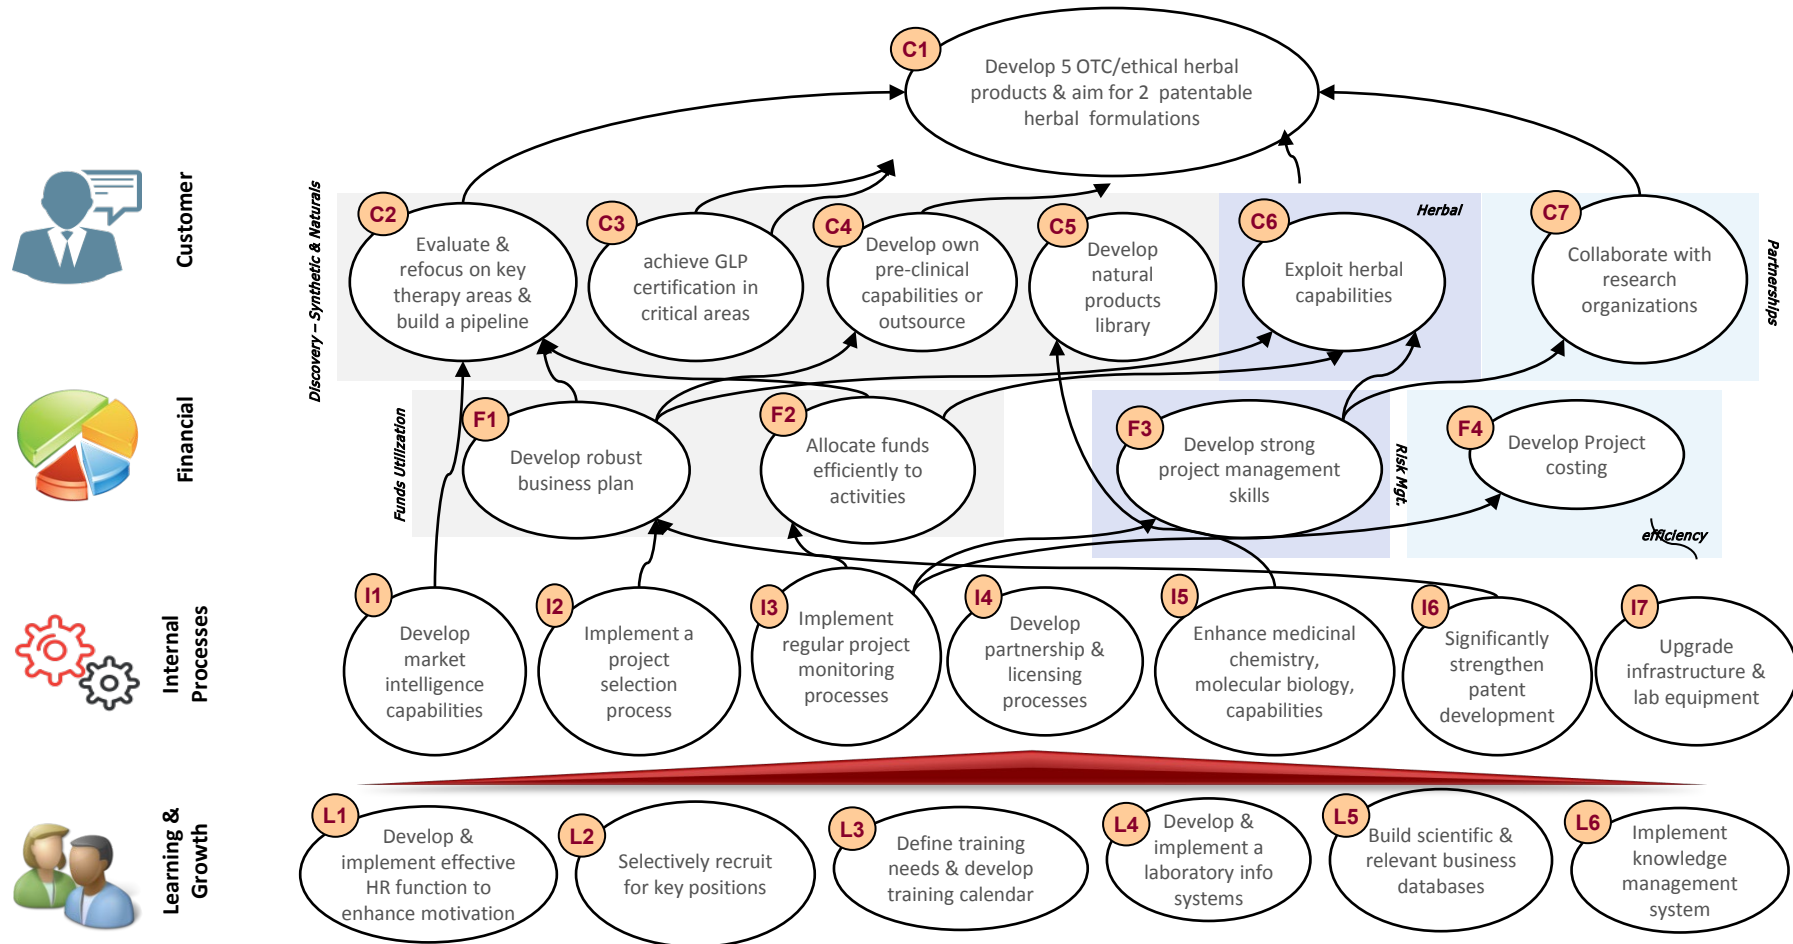 C1
Develop 5 OTC/ethical herbal
products & aim for 2 patentable
herbal formulations
Customer
Discovery – Synthetic & Naturals
C2
Evaluate &
refocus on key
therapy areas &
build a pipeline
C3
achieve GLP
certification in
critical areas
C4
Develop own
pre-clinical
capabilities or
outsource
C5
Develop
natural
products
library
C6
Herbal
Exploit herbal
capabilities
C7
Collaborate with
research
organizations
Partnerships
Financial
Funds Utilization
F1
Develop robust
business plan
F2
Allocate funds
efficiently to
activities
F3
Develop strong
project management
skills
Risk Mgt.
F4
Develop Project
costing
efficiency
Internal
Processes
I1
Develop
market
intelligence
capabilities
I2
Implement a
project
selection
process
I3
Implement
regular project
monitoring
processes
I4
Develop
partnership &
licensing
processes
I5
Enhance medicinal
chemistry,
molecular biology,
capabilities
I6
Significantly
strengthen
patent
development
I7
Upgrade
infrastructure &
lab equipment
Learning &
Growth
L1
Develop &
implement effective
HR function to
enhance motivation
L2
Selectively recruit
for key positions
L3
Define training
needs & develop
training calendar
L4
Develop &
implement a
laboratory info
systems
L5
Build scientific &
relevant business
databases
L6
Implement
knowledge
management
system